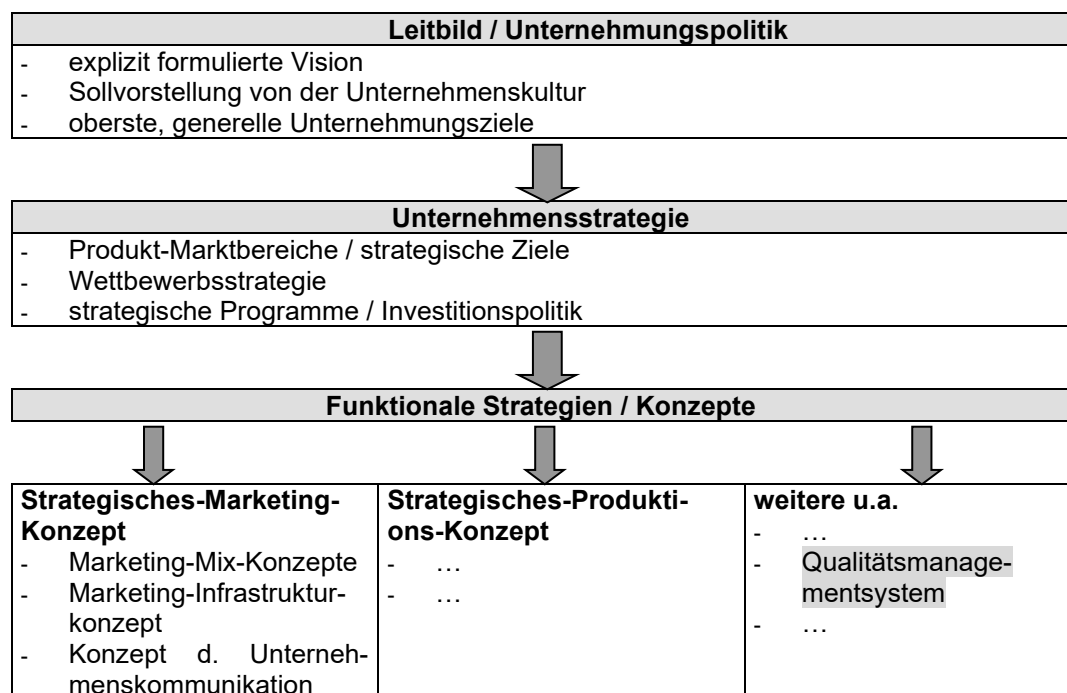 Leitbild / Unternehmungspolitik
- explizit formulierte Vision
- Sollvorstellung von der Unternehmenskultur
- oberste, generelle Unternehmungsziele
Unternehmensstrategie
- Produkt-Marktbereiche / strategische Ziele
- Wettbewerbsstrategie
- strategische Programme / Investitionspolitik
Funktionale Strategien / Konzepte
Strategisches-Marketing-
Konzept
- Marketing-Mix-Konzepte
- Marketing-Infrastruktur-
konzept
- Konzept d. Unterneh-
menskommunikation
Strategisches-Produkti-
ons-Konzept
- …
- …
weitere u.a.
- …
- Qualitätsmanage-
mentsystem
- …